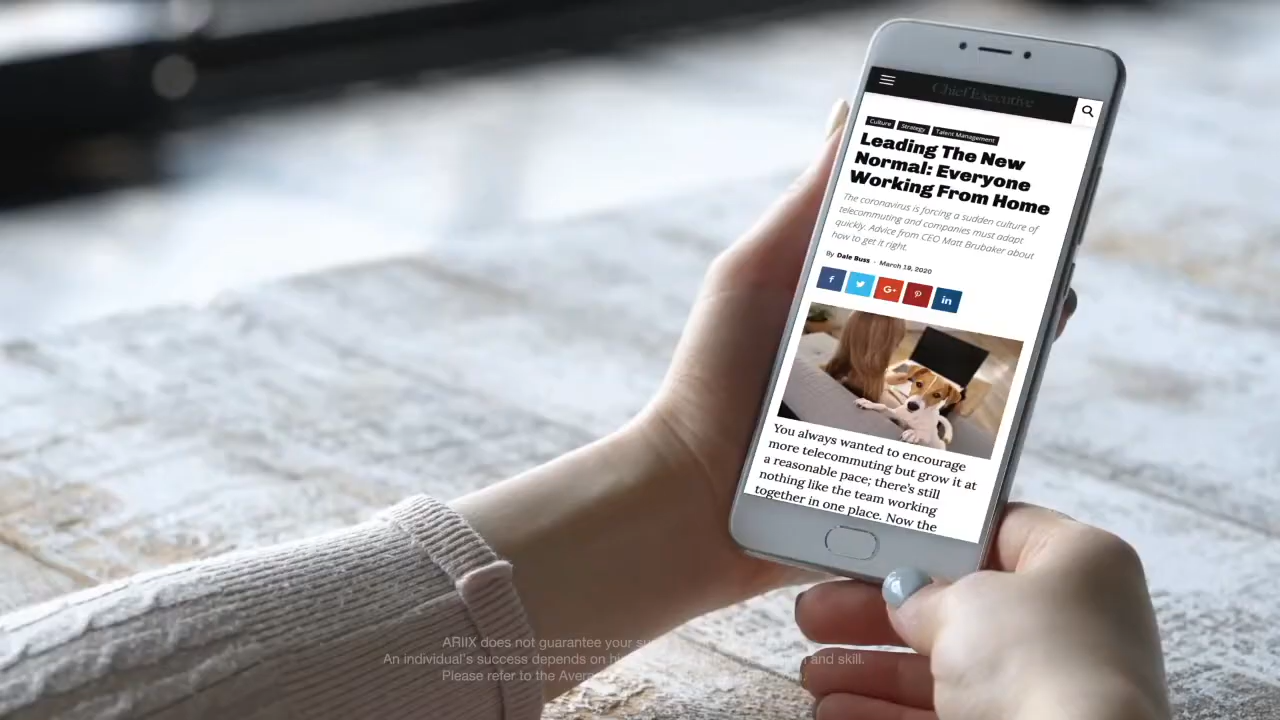 Chief Executive
Culture Strategy Talent Management
Leading The New
Normal: Everyone
Working From Home
The coronavirus is forcing a sudden culture of
telecommuting and companies must adapt
quickly. Advice from CEO Matt Brubaker about
how to get it right.
By Dale Buss - March 19, 2020
f G+ in
You always wanted to encourage
more telecommuting but grow it at
a reasonable pace; there's still
nothing like the team working
together in one place. Now the
ARIIX does not guarantee your
An individual's success depends on and skill.
Please refer to the